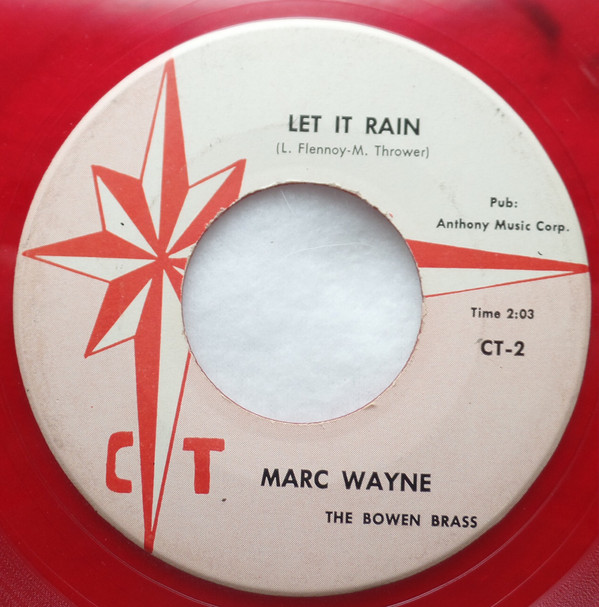 LET IT RAIN
(L. Flennoy-M. Thrower)
Pub:
Anthony Music Corp.
Time 2:03
CT-2
C T
MARC WAYNE
THE BOWEN BRASS